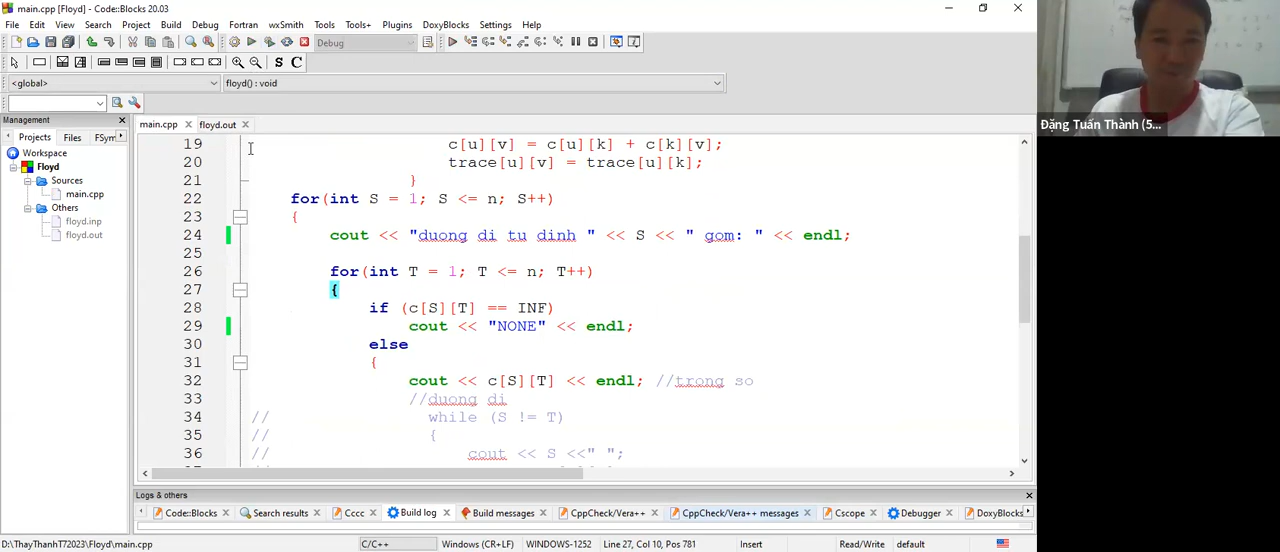 main.cpp [Floyd] - Code::Blocks 20.03
File Edit View Search Project Build Debug Fortran wxSmith Tools Tools+ Plugins DoxyBlocks Settings Help
Debug
S C
<global> floyd() : void
Management
main.cpp floyd.out
Projects Files FSym
Workspace
Floyd
Sources
main.cpp
Others
floyd.inp
floyd.out
19 c[u][v] = c[u][k] + c[k][v];
20 trace[u][v] = trace[u][k];
21 }
22 for(int S = 1; S <= n; S++)
23 {
24 cout << "duong di tu dinh " << S << " gom: " << endl;
25
26 for(int T = 1; T <= n; T++)
27 {
28 if (c[S][T] == INF)
29 cout << "NONE" << endl;
30 else
31 {
32 cout << c[S][T] << endl; //trong so
33 //duong di
34 // while (S != T)
35 // {
36 // cout << S <<" ";
Logs & others
Code::Blocks Search results Cccc Build log Build messages CppCheck/Vera++ CppCheck/Vera++ messages Cscope Debugger DoxyBlocks
D:\ThayThanhT72023\Floyd\main.cpp C/C++ Windows (CR+LF) WINDOWS-1252 Line 27, Col 10, Pos 781 Insert Read/Write default
Đặng Tuấn Thành (5...